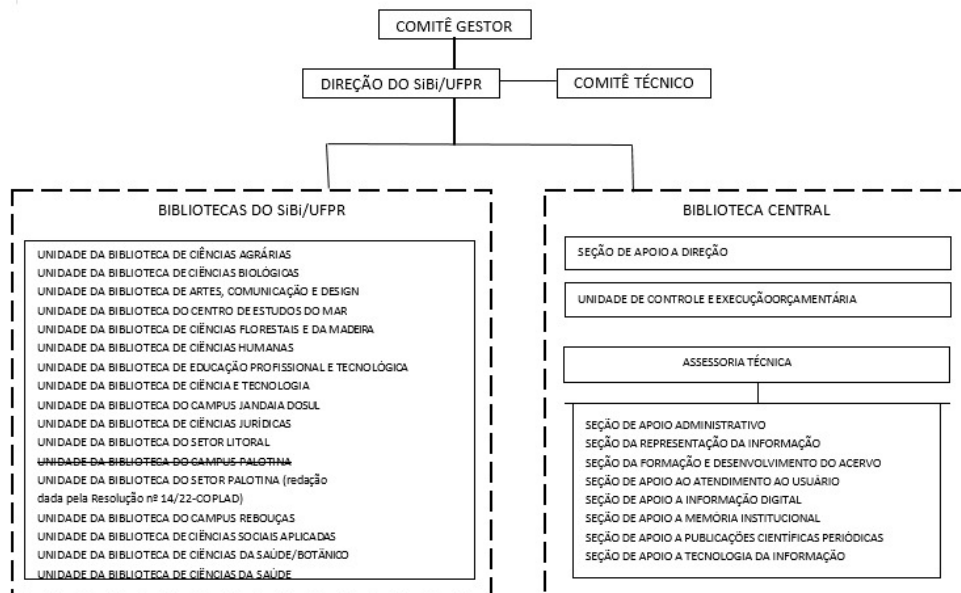 COMITÊ GESTOR
DIREÇÃO DO SiBi/UFPR
COMITÊ TÉCNICO
BIBLIOTECAS DO SiBi/UFPR
UNIDADE DA BIBLIOTECA DE CIÊNCIAS AGRÁRIAS
UNIDADE DA BIBLIOTECA DE CIÊNCIAS BIOLÓGICAS
UNIDADE DA BIBLIOTECA DE ARTES, COMUNICAÇÃO E DESIGN
UNIDADE DA BIBLIOTECA DO CENTRO DE ESTUDOS DO MAR
UNIDADE DA BIBLIOTECA DE CIÊNCIAS FLORESTAIS E DA MADEIRA
UNIDADE DA BIBLIOTECA DE CIÊNCIAS HUMANAS
UNIDADE DA BIBLIOTECA DE EDUCAÇÃO PROFISSIONAL E TECNOLÓGICA
UNIDADE DA BIBLIOTECA DE CIÊNCIA E TECNOLOGIA
UNIDADE DA BIBLIOTECA DO CAMPUS JANDAIA DOSUL
UNIDADE DA BIBLIOTECA DE CIÊNCIAS JURÍDICAS
UNIDADE DA BIBLIOTECA DO SETOR LITORAL
UNIDADE DA BIBLIOTECA DO CAMPUS PALOTINA
UNIDADE DA BIBLIOTECA DO SETOR PALOTINA (redação
dada pela Resolução nº 14/22-COPLAD)
UNIDADE DA BIBLIOTECA DO CAMPUS REBOUÇAS
UNIDADE DA BIBLIOTECA DE CIÊNCIAS SOCIAIS APLICADAS
UNIDADE DA BIBLIOTECA DE CIÊNCIAS DA SAÚDE/BOTÂNICO
UNIDADE DA BIBLIOTECA DE CIÊNCIAS DA SAÚDE
BIBLIOTECA CENTRAL
SEÇÃO DE APOIO A DIREÇÃO
UNIDADE DE CONTROLE E EXECUÇÃOORÇAMENTÁRIA
ASSESSORIA TÉCNICA
SEÇÃO DE APOIO ADMINISTRATIVO
SEÇÃO DA REPRESENTAÇÃO DA INFORMAÇÃO
SEÇÃO DA FORMAÇÃO E DESENVOLVIMENTO DO ACERVO
SEÇÃO DE APOIO AO ATENDIMENTO AO USUÁRIO
SEÇÃO DE APOIO A INFORMAÇÃO DIGITAL
SEÇÃO DE APOIO A MEMÓRIA INSTITUCIONAL
SEÇÃO DE APOIO A PUBLICAÇÕES CIENTÍFICAS PERIÓDICAS
SEÇÃO DE APOIO A TECNOLOGIA DA INFORMAÇÃO